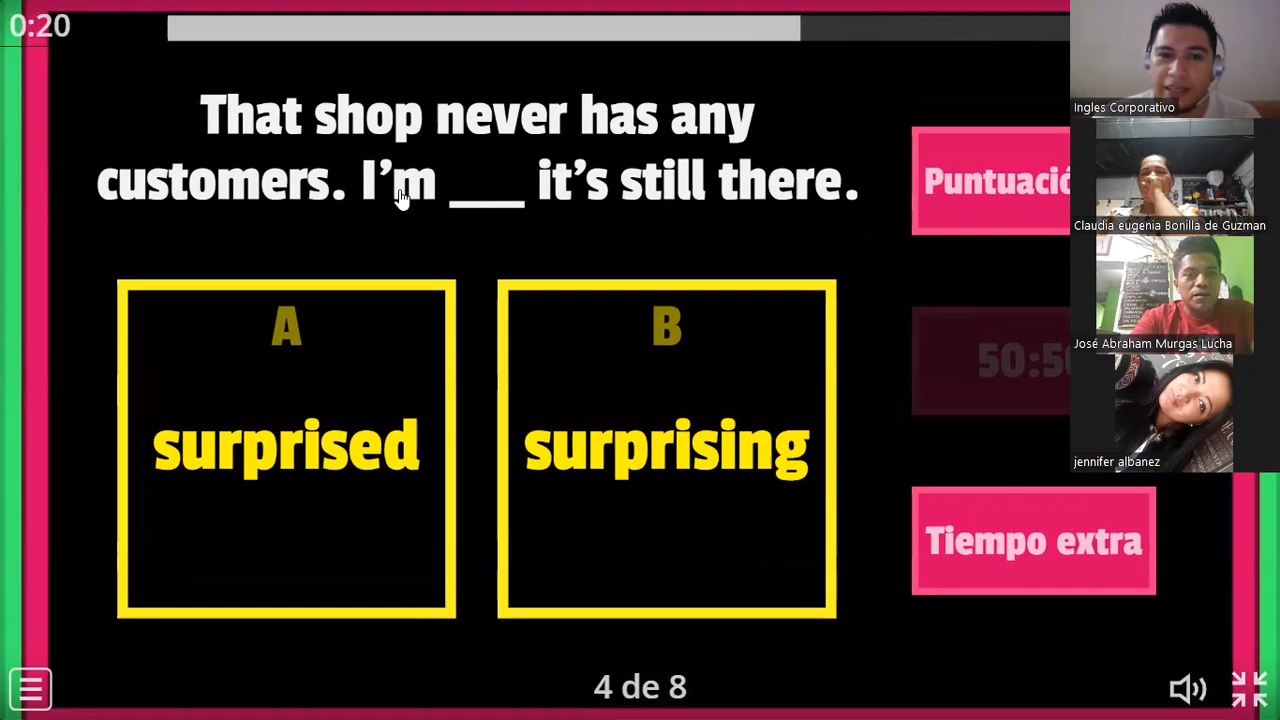 0:20
That shop never has any
customers. I'm ___ it's still there.
A
surprised
B
surprising
Puntuació
50:50
Tiempo extra
4 de 8
Ingles Corporativo
Claudia eugenia Bonilla de Guzman
José Abraham Murgas Lucha
jennifer albanez